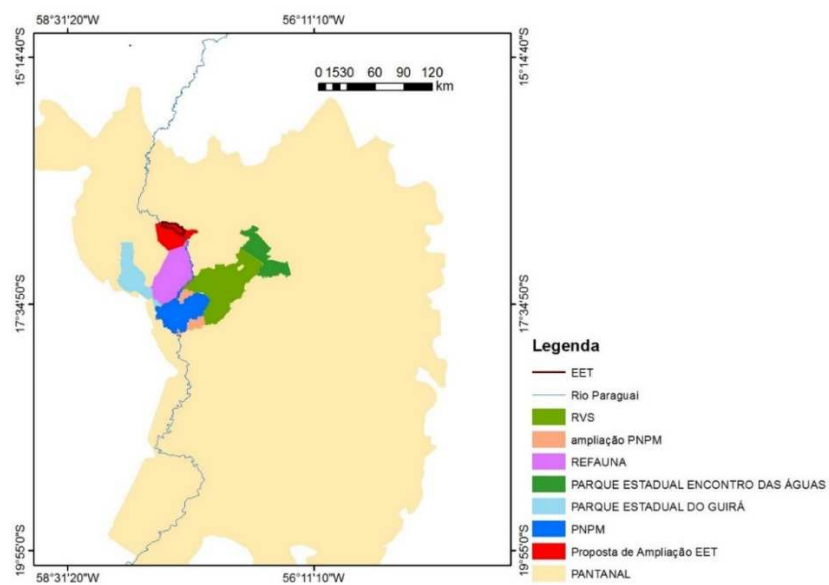 58°31'20"W 56°11'10"W
15°14'40"S 15°14'40"S
0 1530 60 90 120
km
17°34'50"S 17°34'50"S
Legenda
EET
Rio Paraguai
RVS
ampliação PNPM
REFAUNA
PARQUE ESTADUAL ENCONTRO DAS ÁGUAS
PARQUE ESTADUAL DO GUIRÁ
PNPM
Proposta de Ampliação EET
PANTANAL
19°55'0"S 19°55'0"S
58°31'20"W 56°11'10"W